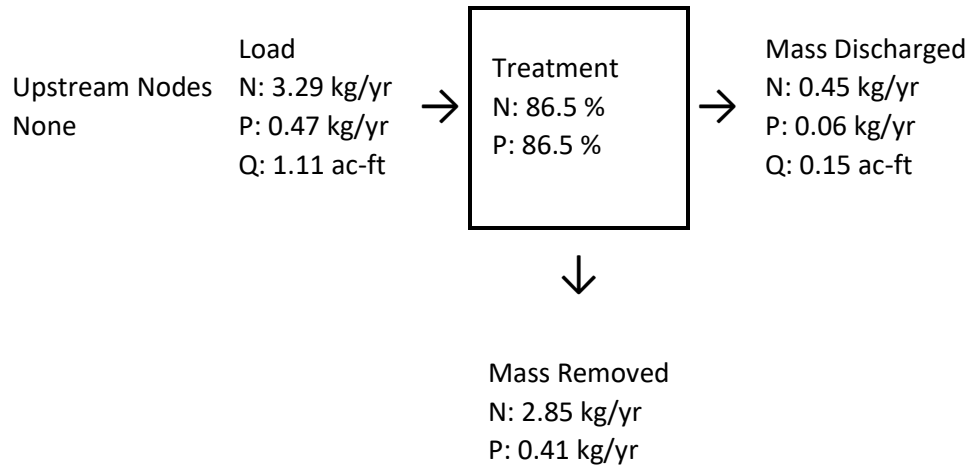 Upstream Nodes
None
Load
N: 3.29 kg/yr
P: 0.47 kg/yr
Q: 1.11 ac-ft
Treatment
N: 86.5 %
P: 86.5 %
Mass Discharged
N: 0.45 kg/yr
P: 0.06 kg/yr
Q: 0.15 ac-ft
Mass Removed
N: 2.85 kg/yr
P: 0.41 kg/yr